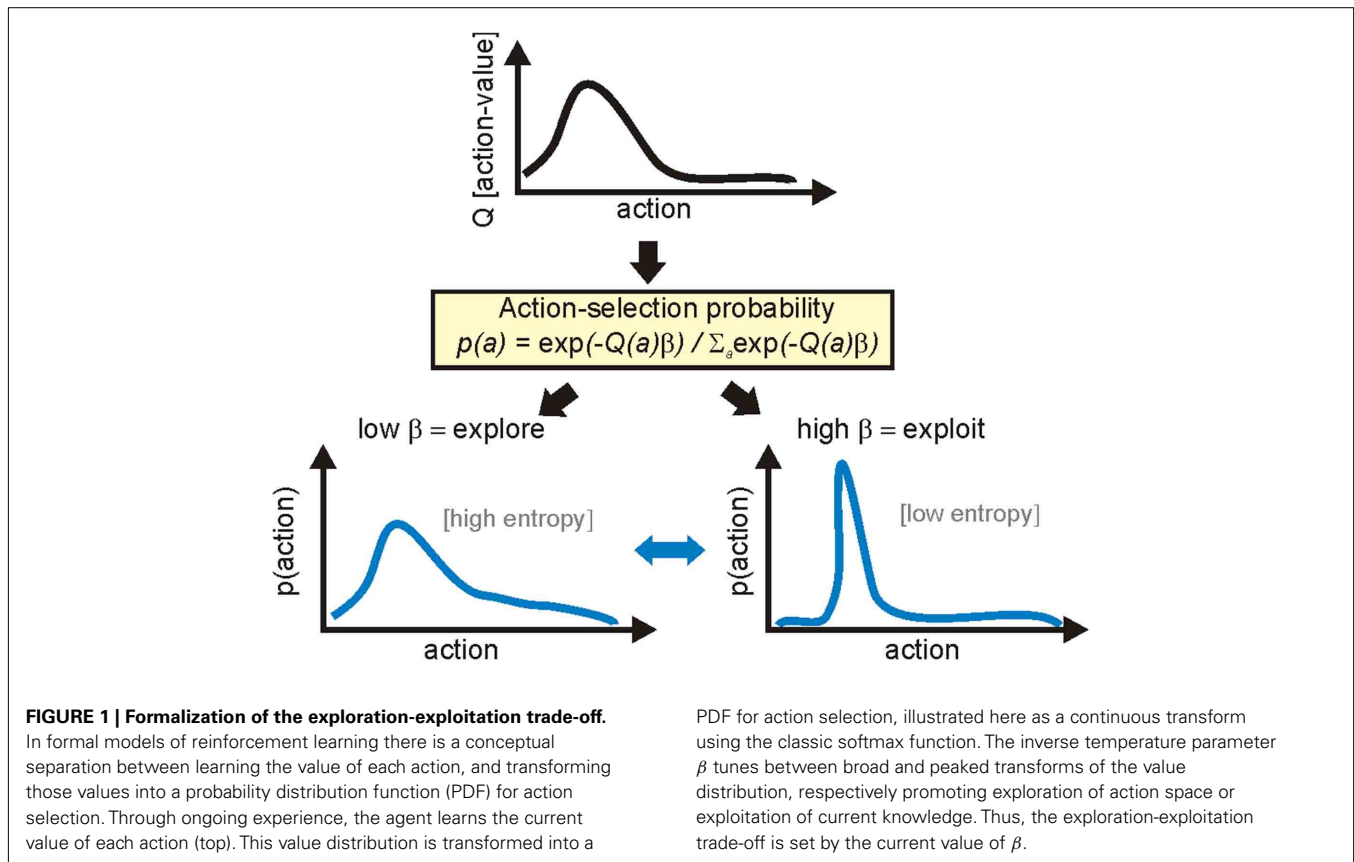 Q [action-value]
action
Action-selection probability
p(a) = exp(-Q(a)β) / Σₐexp(-Q(a)β)
low β = explore
high β = exploit
p(action)
[high entropy]
action
p(action)
[low entropy]
action
FIGURE 1 | Formalization of the exploration-exploitation trade-off.
In formal models of reinforcement learning there is a conceptual
separation between learning the value of each action, and transforming
those values into a probability distribution function (PDF) for action
selection. Through ongoing experience, the agent learns the current
value of each action (top). This value distribution is transformed into a
PDF for action selection, illustrated here as a continuous transform
using the classic softmax function. The inverse temperature parameter
β tunes between broad and peaked transforms of the value
distribution, respectively promoting exploration of action space or
exploitation of current knowledge. Thus, the exploration-exploitation
trade-off is set by the current value of β.